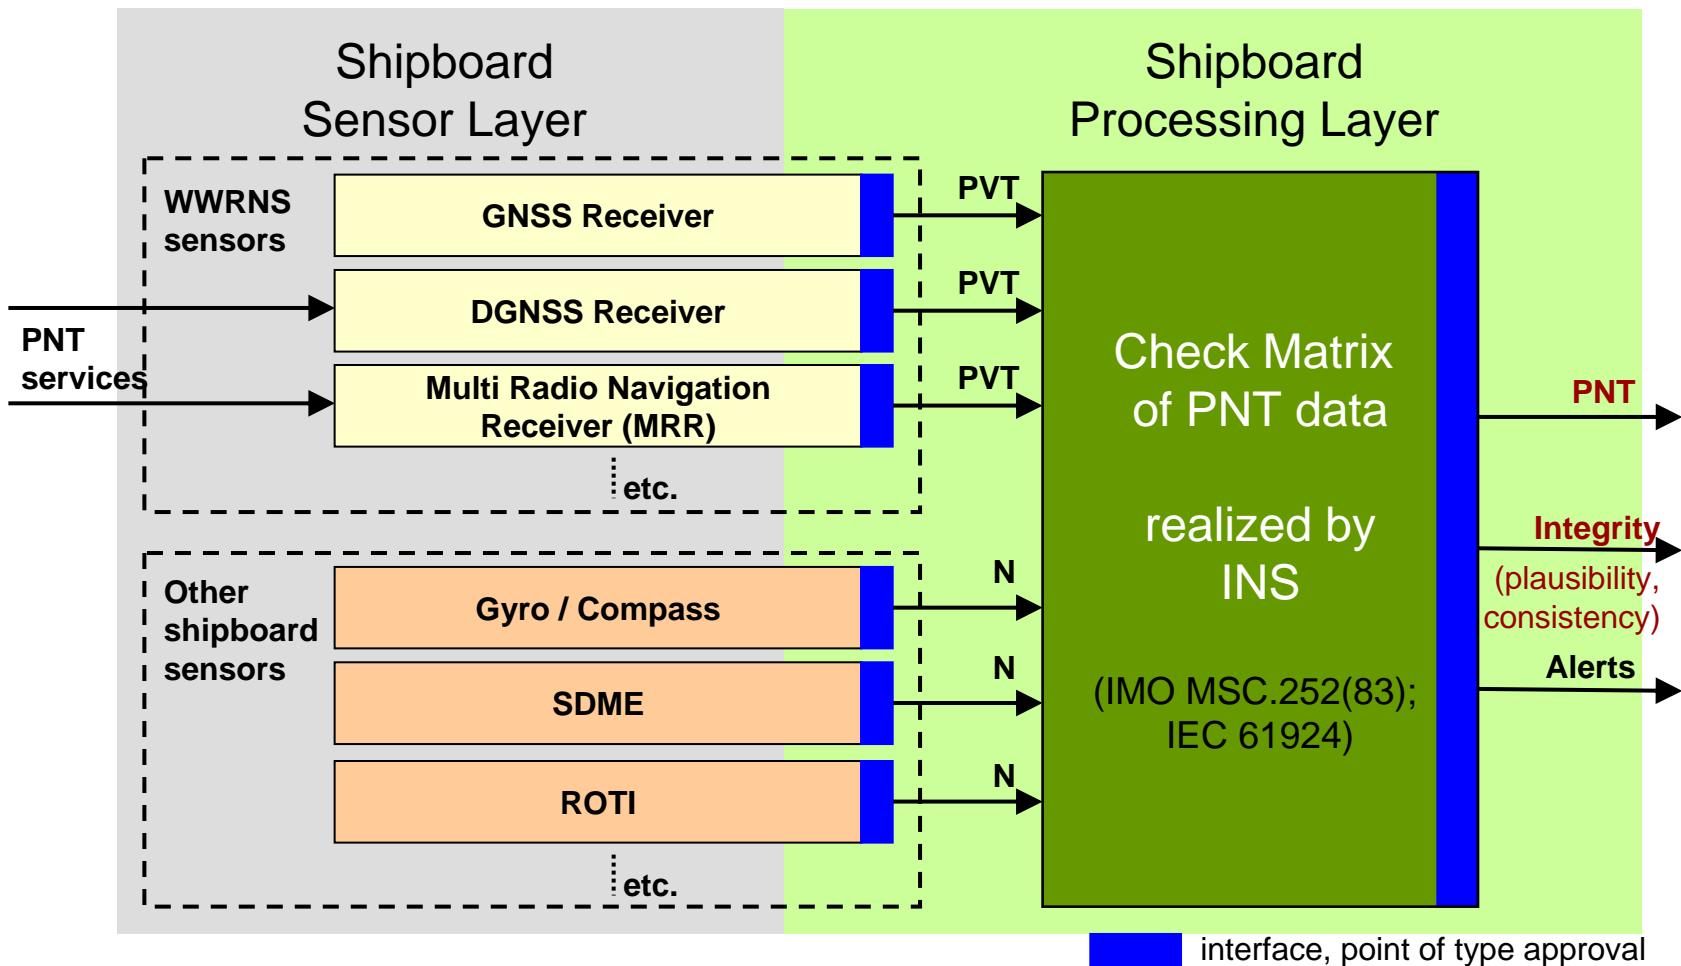 Shipboard
Sensor Layer
Shipboard
Processing Layer
WWRNS
sensors
GNSS Receiver
PVT
DGNSS Receiver
PVT
PNT
services
Multi Radio Navigation
Receiver (MRR)
PVT
etc.
Other
shipboard
sensors
Gyro / Compass
N
SDME
N
ROTI
N
etc.
Check Matrix
of PNT data
realized by
INS
(IMO MSC.252(83);
IEC 61924)
PNT
Integrity
(plausibility,
consistency)
Alerts
interface, point of type approval